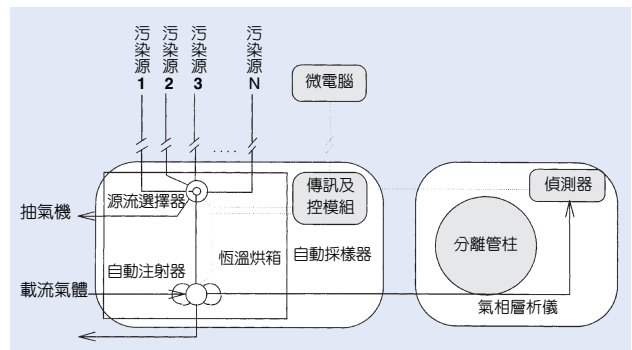 污染源1
污染源2
污染源3
污染源N
微電腦
....
源流選擇器
傳訊及
控模組
偵測器
抽氣機
分離管柱
恆溫烘箱
自動採樣器
自動注射器
載流氣體
氣相層析儀